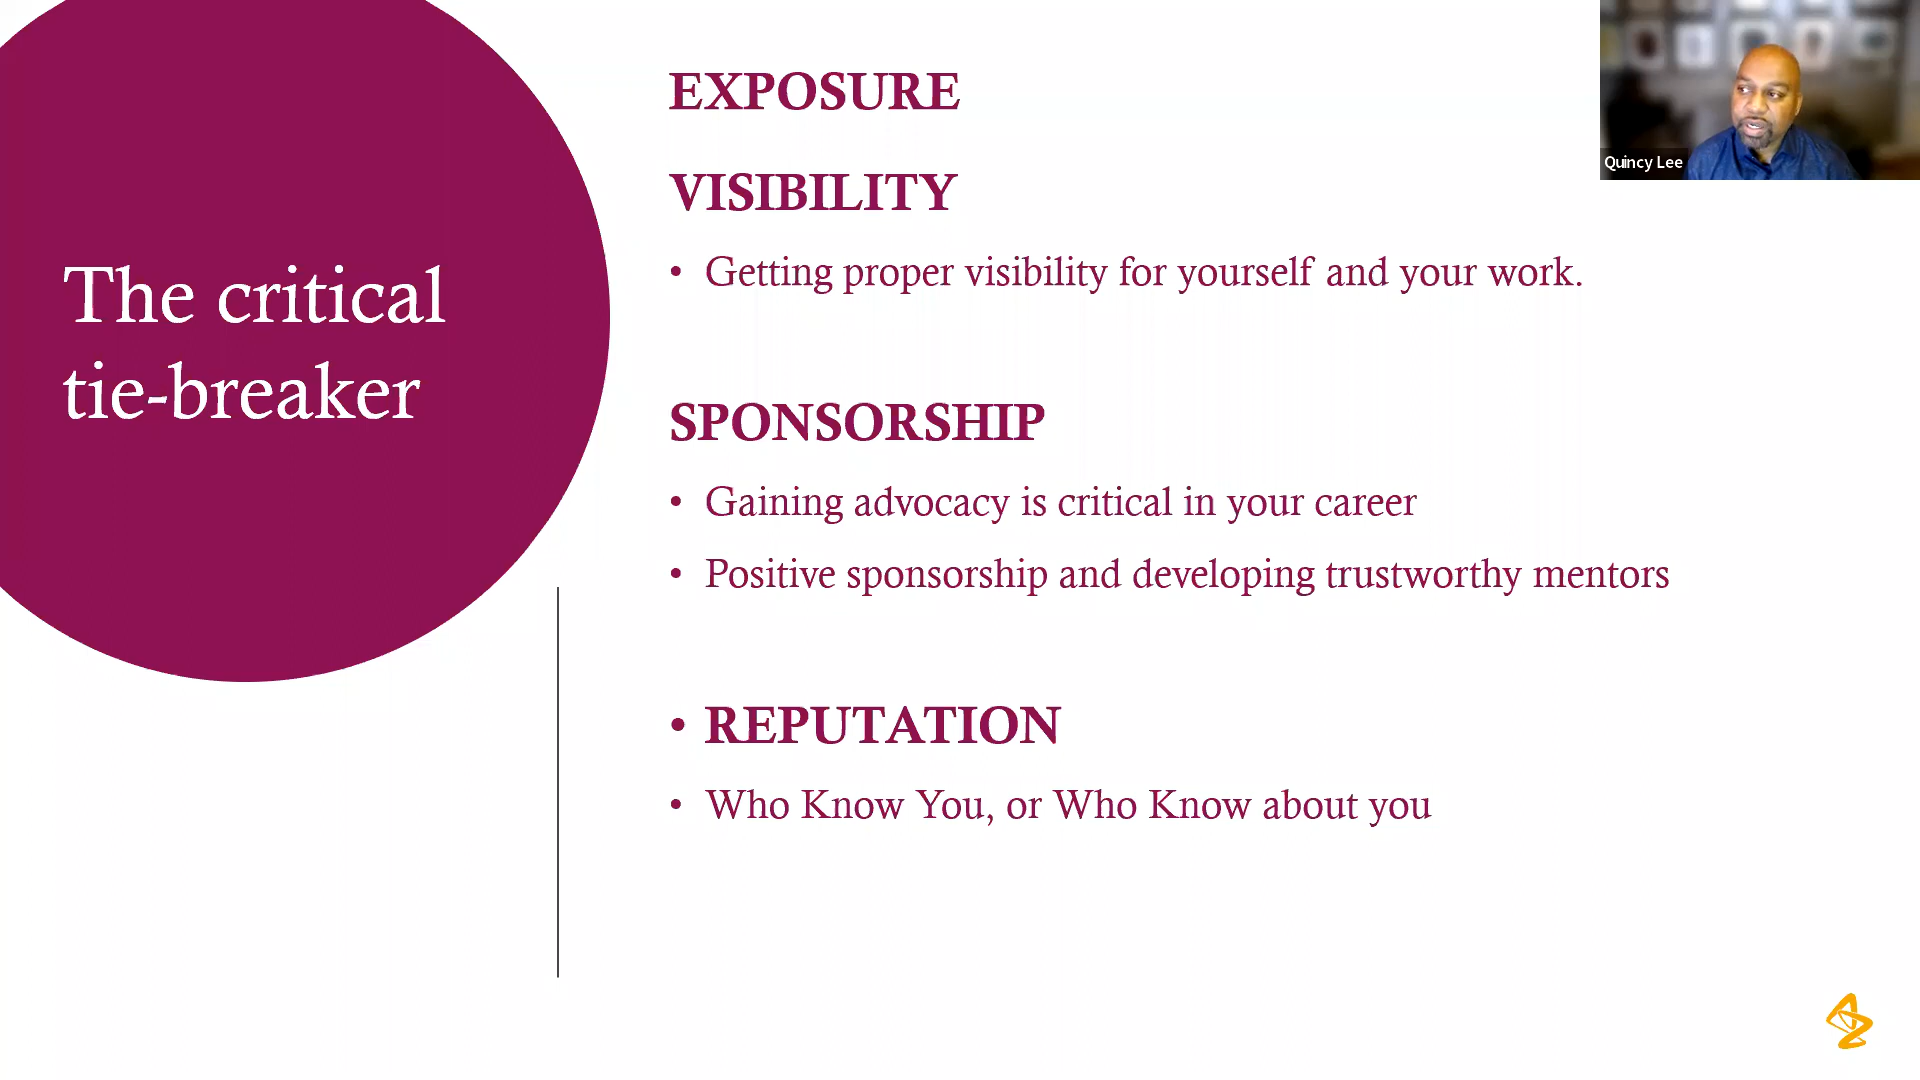 The critical
tie-breaker
EXPOSURE
VISIBILITY
• Getting proper visibility for yourself and your work.
SPONSORSHIP
• Gaining advocacy is critical in your career
• Positive sponsorship and developing trustworthy mentors
• REPUTATION
• Who Know You, or Who Know about you
Quincy Lee